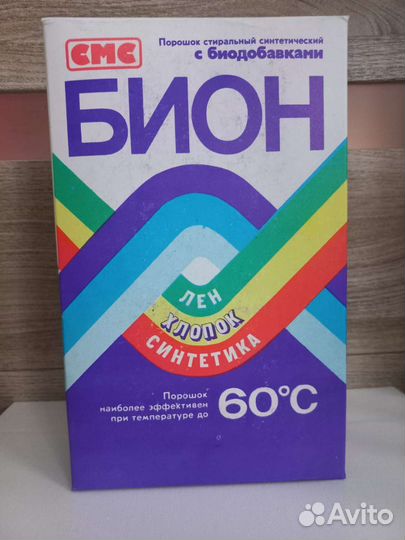 СМС
Порошок стиральный синтетический
с биодобавками
БИОН
ЛЕН
ХЛОПОК
СИНТЕТИКА
Порошок
наиболее эффективен
при температуре до
60°С
Avito